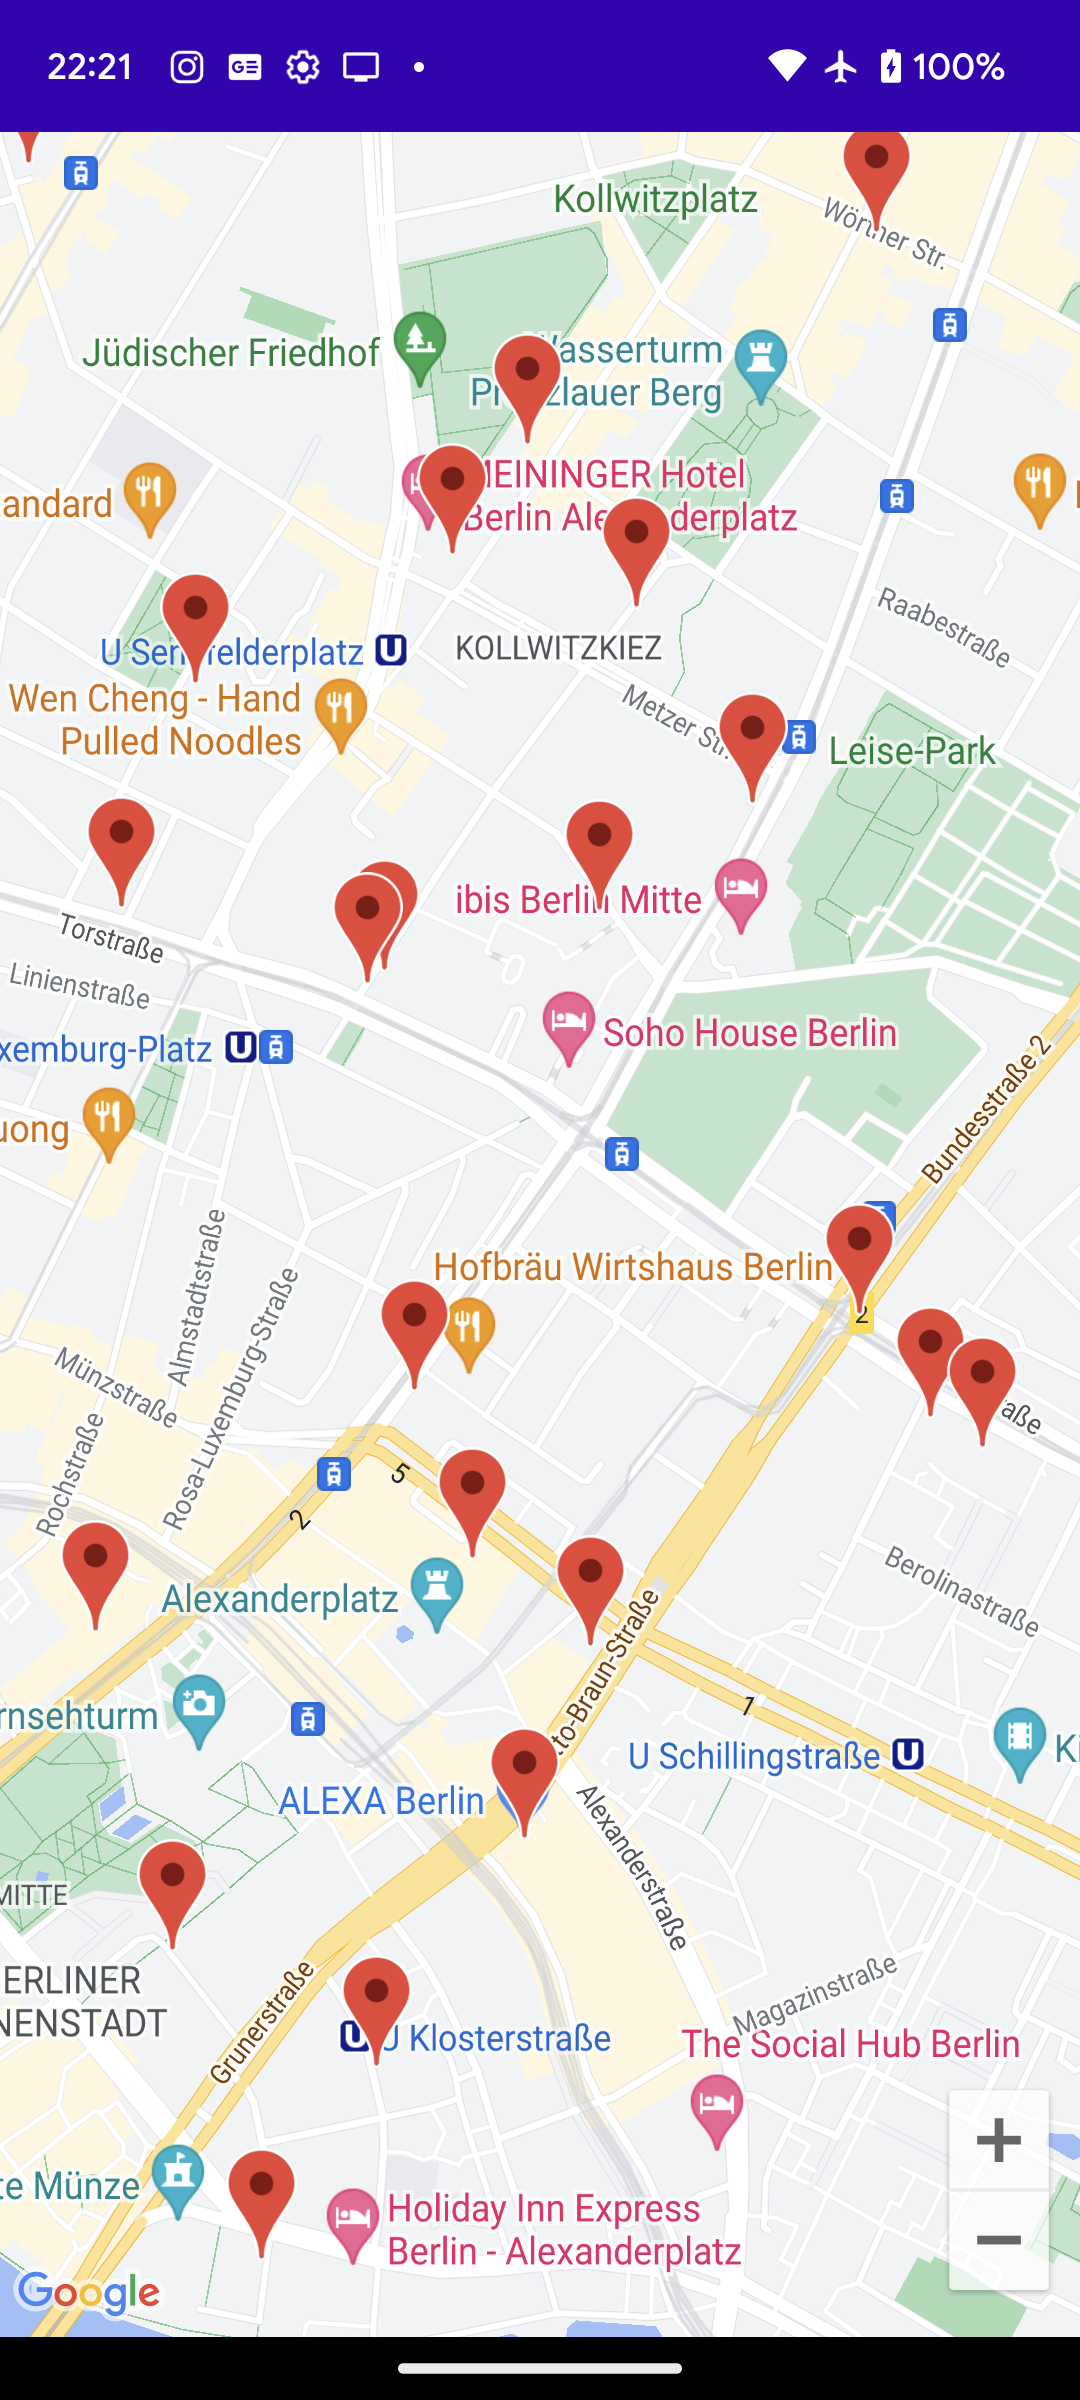 22:21
100%
Kollwitzplatz
Wörther Str.
Jüdischer Friedhof
Wasserturm
Prenzlauer Berg
MEININGER Hotel
Berlin Alexanderplatz
andard
Raabestraße
U Senefelderplatz U
KOLLWITZKIEZ
Wen Cheng - Hand
Pulled Noodles
Metzer Str.
Leise-Park
ibis Berlin Mitte
Torstraße
Linienstraße
Soho House Berlin
xemburg-Platz U
uong
Bundesstraße 2
Almstadtstraße
Hofbräu Wirtshaus Berlin
2
Rosa-Luxemburg-Straße
Münzstraße
Rochstraße
raße
5
2
Berolinastraße
Alexanderplatz
tto-Braun-Straße
1
rnsehturm
U Schillingstraße U
Ki
ALEXA Berlin
Alexanderstraße
MITTE
ERLINER
NENSTADT
Grunerstraße
Magazinstraße
U U Klosterstraße
The Social Hub Berlin
te Münze
Holiday Inn Express
Berlin - Alexanderplatz
+
−
Google